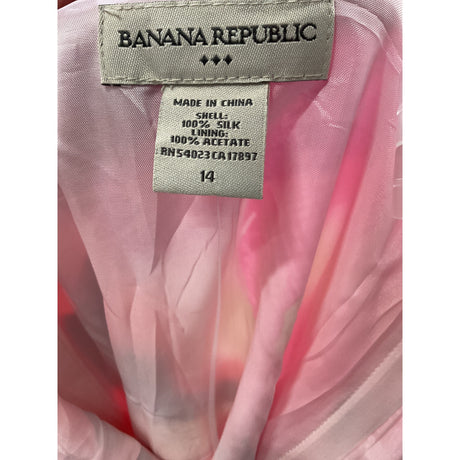 BANANA REPUBLIC
MADE IN CHINA
SHELL:
100% SILK
LINING:
100% ACETATE
RN54023CA17897
14